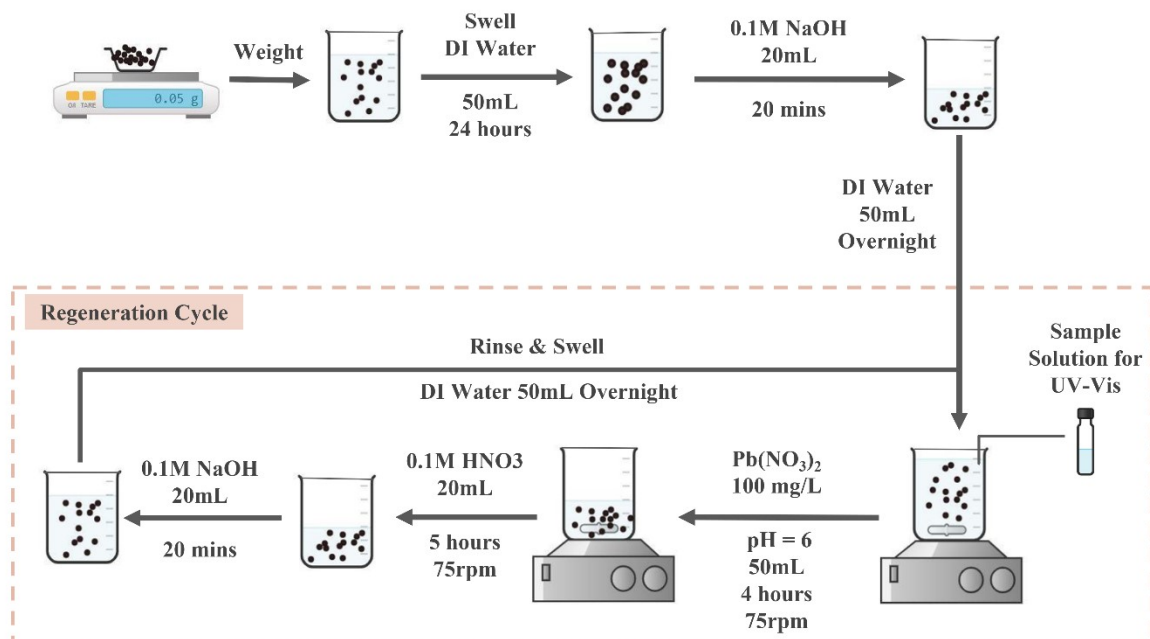 Weight
Swell
DI Water
50mL
24 hours
0.1M NaOH
20mL
20 mins
TARE
0.05 g
DI Water
50mL
Overnight
Regeneration Cycle
Rinse & Swell
DI Water 50mL Overnight
Sample
Solution for
UV-Vis
Pb(NO₃)₂
100 mg/L
pH = 6
50mL
4 hours
75rpm
0.1M HNO3
20mL
5 hours
75rpm
0.1M NaOH
20mL
20 mins